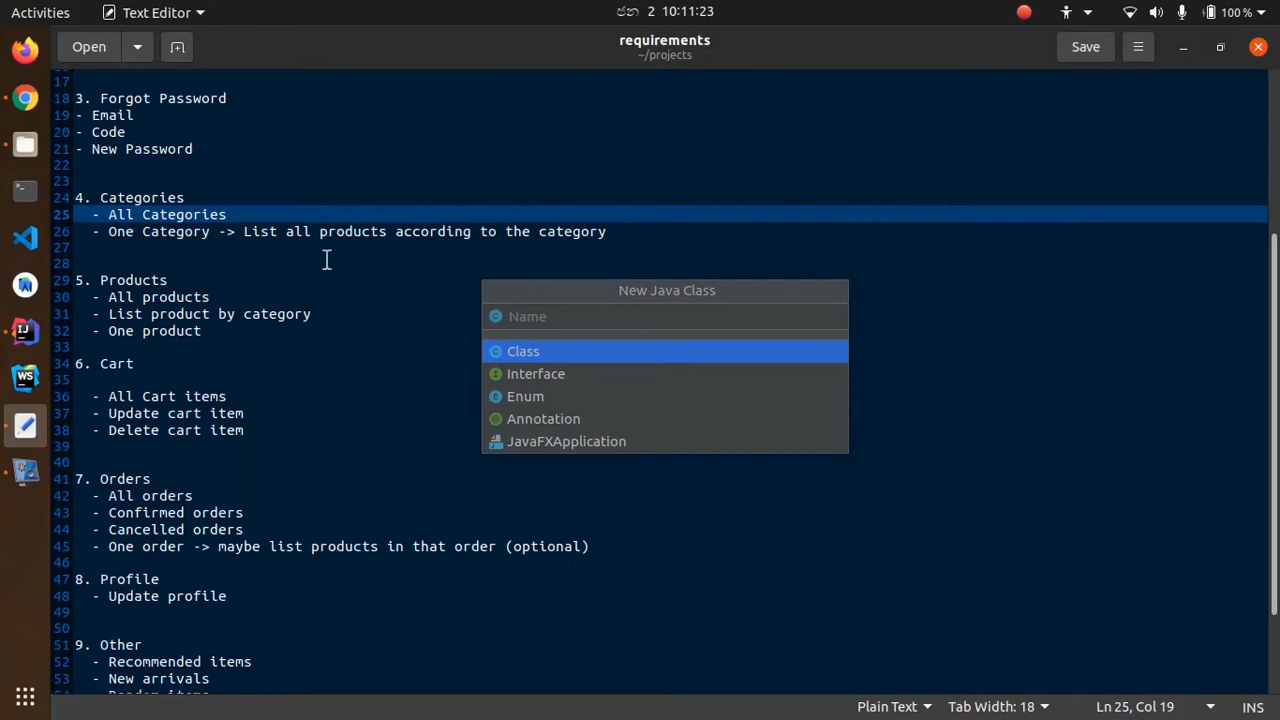 Activities
Text Editor
ජන 2 10:11:23
100 %
Open
requirements
~/projects
Save
17
18 3. Forgot Password
19 - Email
20 - Code
21 - New Password
22
23
24 4. Categories
25 - All Categories
26 - One Category -> List all products according to the category
27
28
29 5. Products
30 - All products
31 - List product by category
32 - One product
33
34 6. Cart
35
36 - All Cart items
37 - Update cart item
38 - Delete cart item
39
40
41 7. Orders
42 - All orders
43 - Confirmed orders
44 - Cancelled orders
45 - One order -> maybe list products in that order (optional)
46
47 8. Profile
48 - Update profile
49
50
51 9. Other
52 - Recommended items
53 - New arrivals
New Java Class
Name
Class
Interface
Enum
Annotation
JavaFXApplication
Plain Text
Tab Width: 18
Ln 25, Col 19
INS